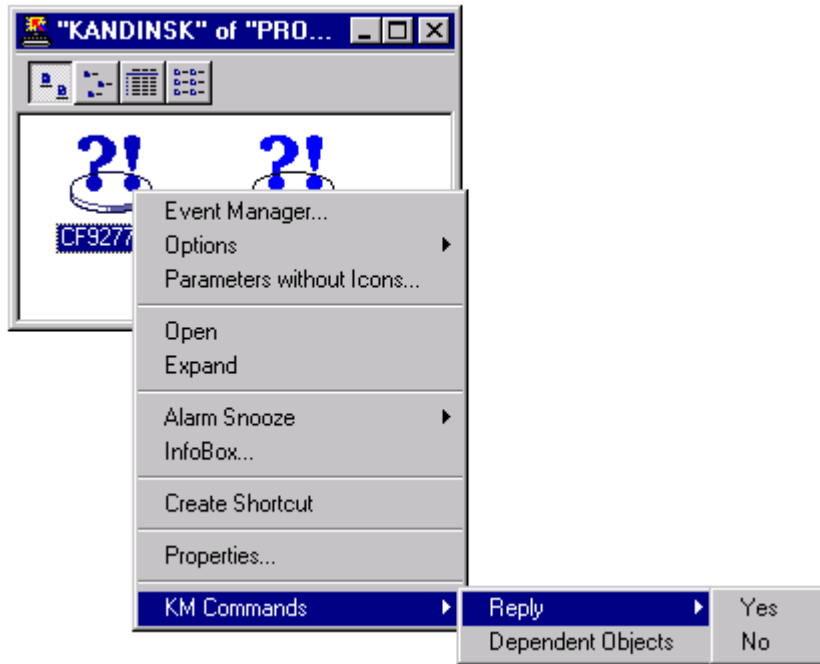 "KANDINSK" of "PRO...
CF9277
Event Manager...
Options
Parameters without Icons...
Open
Expand
Alarm Snooze
InfoBox...
Create Shortcut
Properties...
KM Commands
Reply
Yes
Dependent Objects
No